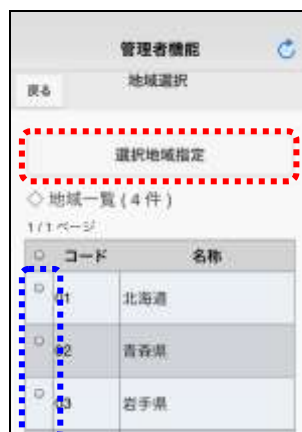 管理者機能
戻る 地域選択
選択地域指定
◇ 地域一覧 ( 4 件 )
1 / 1 ページ
コード 名称
01 北海道
02 青森県
03 岩手県